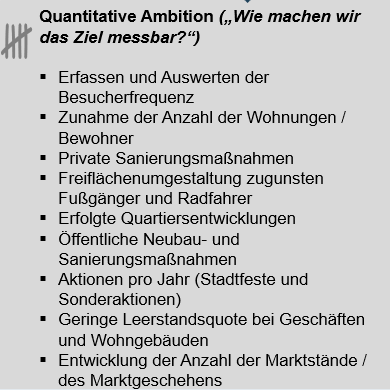 Quantitative Ambition („Wie machen wir
das Ziel messbar?“)
▪ Erfassen und Auswerten der
Besucherfrequenz
▪ Zunahme der Anzahl der Wohnungen /
Bewohner
▪ Private Sanierungsmaßnahmen
▪ Freiflächenumgestaltung zugunsten
Fußgänger und Radfahrer
▪ Erfolgte Quartiersentwicklungen
▪ Öffentliche Neubau- und
Sanierungsmaßnahmen
▪ Aktionen pro Jahr (Stadtfeste und
Sonderaktionen)
▪ Geringe Leerstandsquote bei Geschäften
und Wohngebäuden
▪ Entwicklung der Anzahl der Marktstände /
des Marktgeschehens